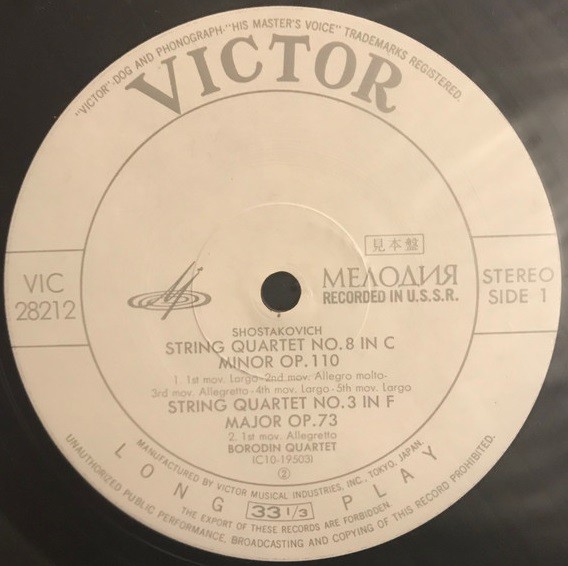 "VICTOR"-DOG AND PHONOGRAPH-"HIS MASTER'S VOICE" TRADEMARKS REGISTERED.
VICTOR
見本盤
VIC
28212
МЕЛОДИЯ
RECORDED IN U.S.S.R.
STEREO
SIDE 1
SHOSTAKOVICH
STRING QUARTET NO.8 IN C
MINOR OP.110
1. 1st mov. Largo-2nd mov. Allegro molto-
3rd mov. Allegretto-4th mov. Largo-5th mov. Largo
STRING QUARTET NO.3 IN F
MAJOR OP.73
2. 1st mov. Allegretto
BORODIN QUARTET
(C10-19503)
②
MANUFACTURED BY VICTOR MUSICAL INDUSTRIES, INC. TOKYO, JAPAN.
LONG 33 1/3 PLAY
THE EXPORT OF THESE RECORDS ARE FORBIDDEN.
UNAUTHORIZED PUBLIC PERFORMANCE, BROADCASTING AND COPYING OF THIS RECORD PROHIBITED.